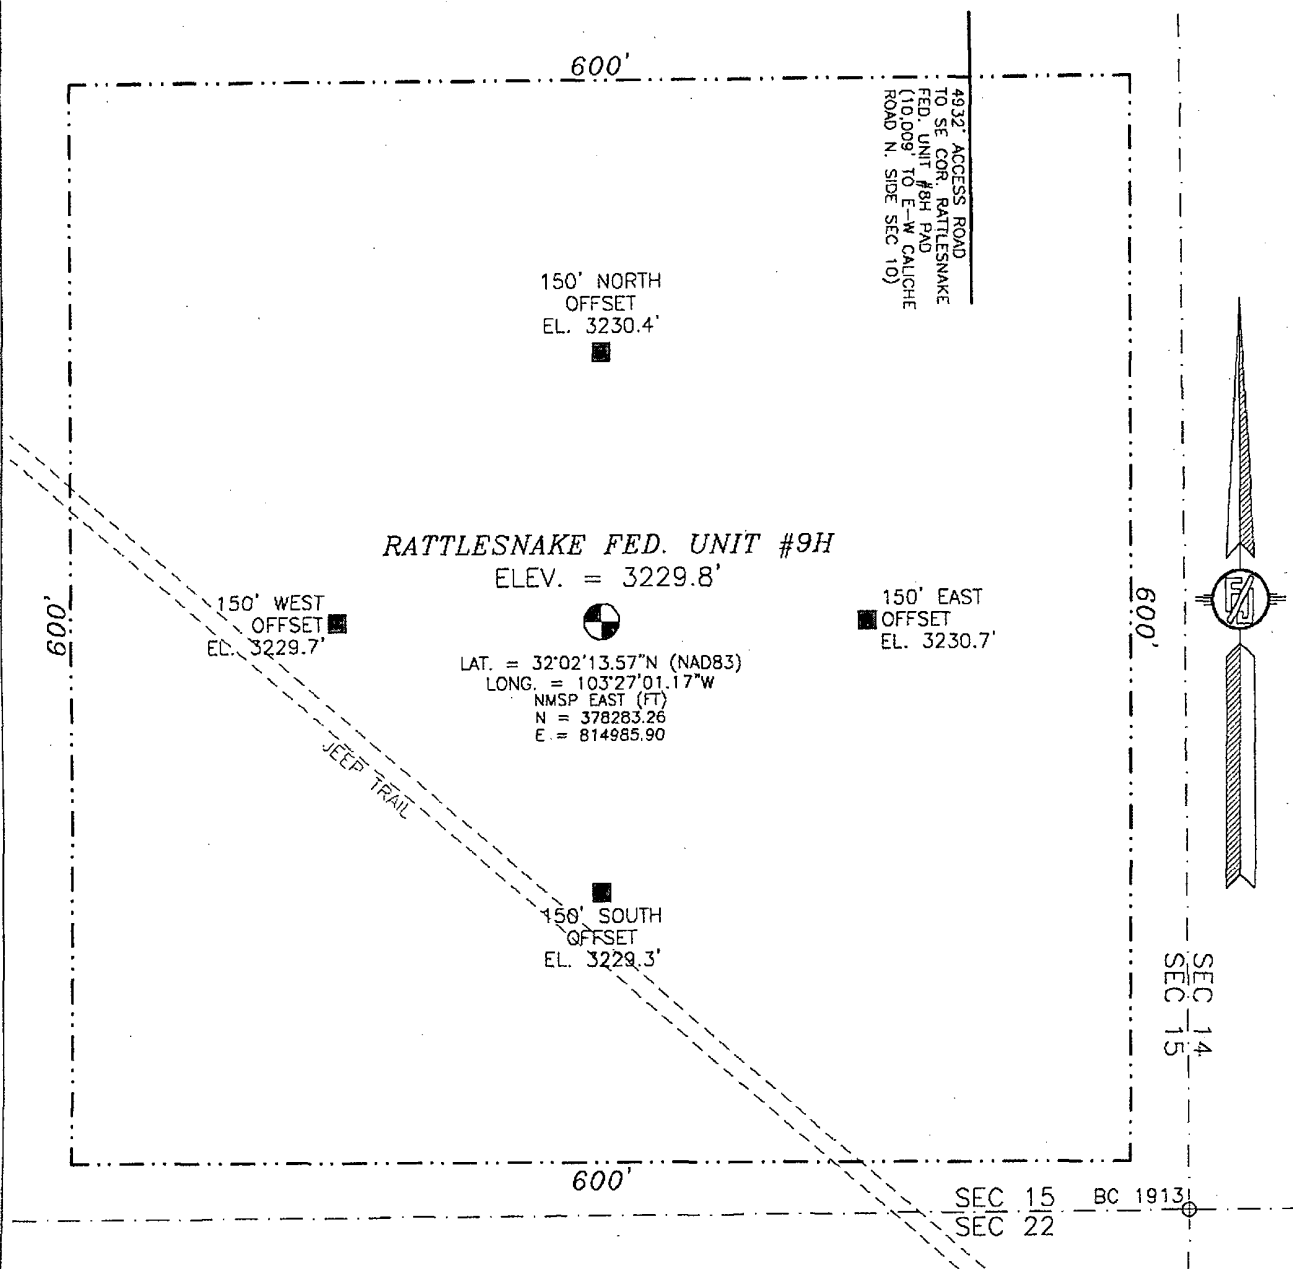 600'
4932' ACCESS ROAD
TO SE COR. RATTLESNAKE
FED. UNIT #8H PAD
(10,009' TO E-W CALICHE
ROAD N. SIDE SEC 10)
150' NORTH
OFFSET
EL. 3230.4'
RATTLESNAKE FED. UNIT #9H
ELEV. = 3229.8'
600'
150' WEST
OFFSET
EL. 3229.7'
150' EAST
OFFSET
EL. 3230.7'
600'
LAT. = 32°02'13.57"N (NAD83)
LONG. = 103°27'01.17"W
NMSP EAST (FT)
N = 378283.26
E = 814985.90
JEEP TRAIL
150' SOUTH
OFFSET
EL. 3229.3'
SEC 14
SEC 15
600'
SEC 15
BC 1913
SEC 22